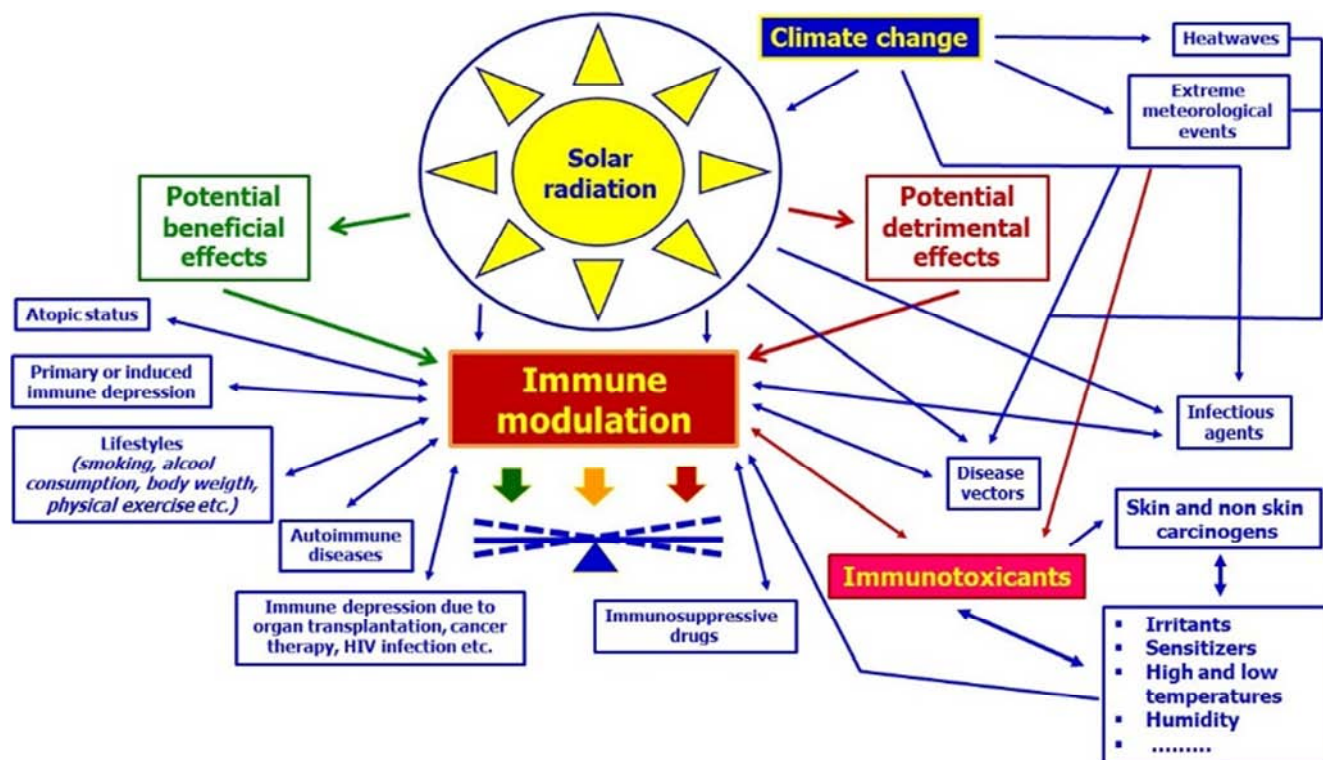 Climate change
Heatwaves
Extreme
meteorological
events
Solar
radiation
Potential
beneficial
effects
Potential
detrimental
effects
Atopic status
Primary or induced
immune depression
Lifestyles
(smoking, alcool
consumption, body weigth,
physical exercise etc.)
Autoimmune
diseases
Immune depression due to
organ transplantation, cancer
therapy, HIV infection etc.
Immune
modulation
Immunosuppressive
drugs
Infectious
agents
Disease
vectors
Skin and non skin
carcinogens
Immunotoxicants
▪ Irritants
▪ Sensitizers
▪ High and low
temperatures
▪ Humidity
▪ .........